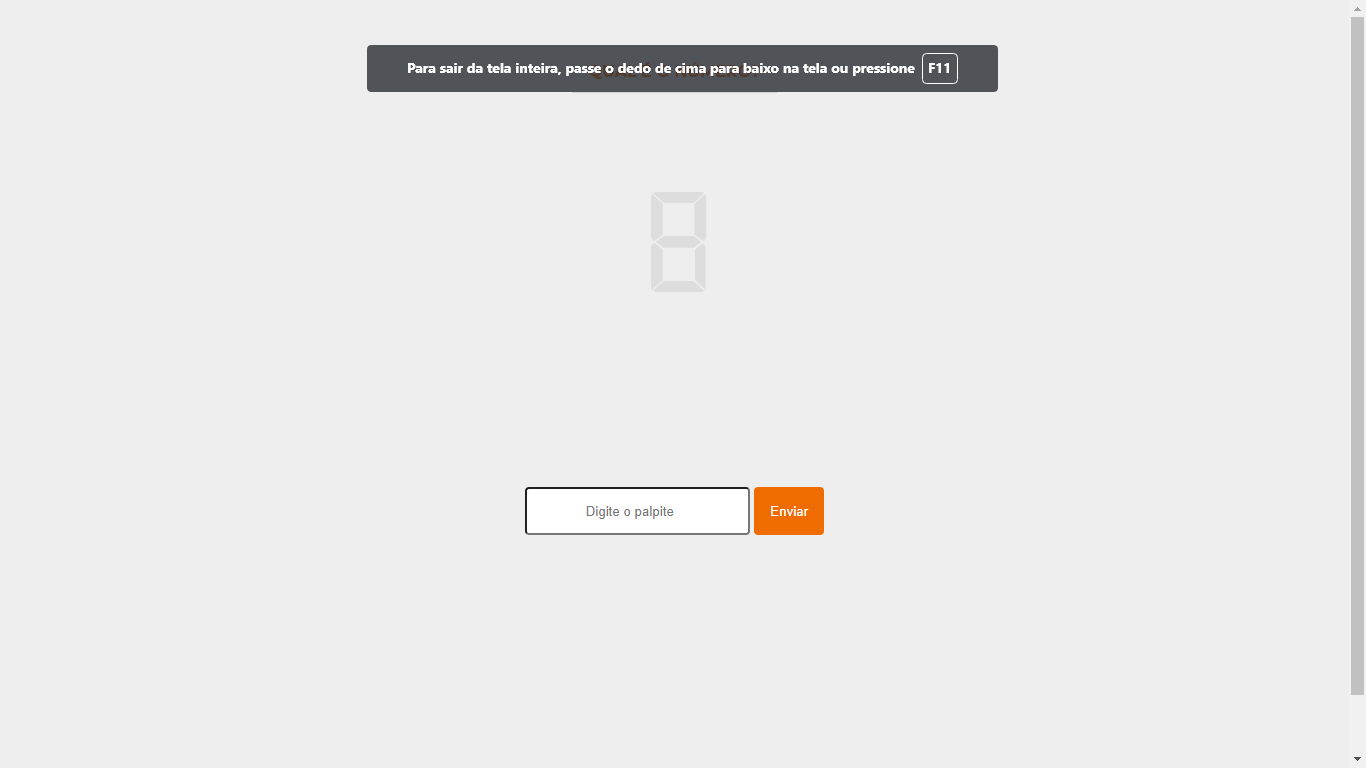 Para sair da tela inteira, passe o dedo de cima para baixo na tela ou pressione F11
8
Digite o palpite
Enviar